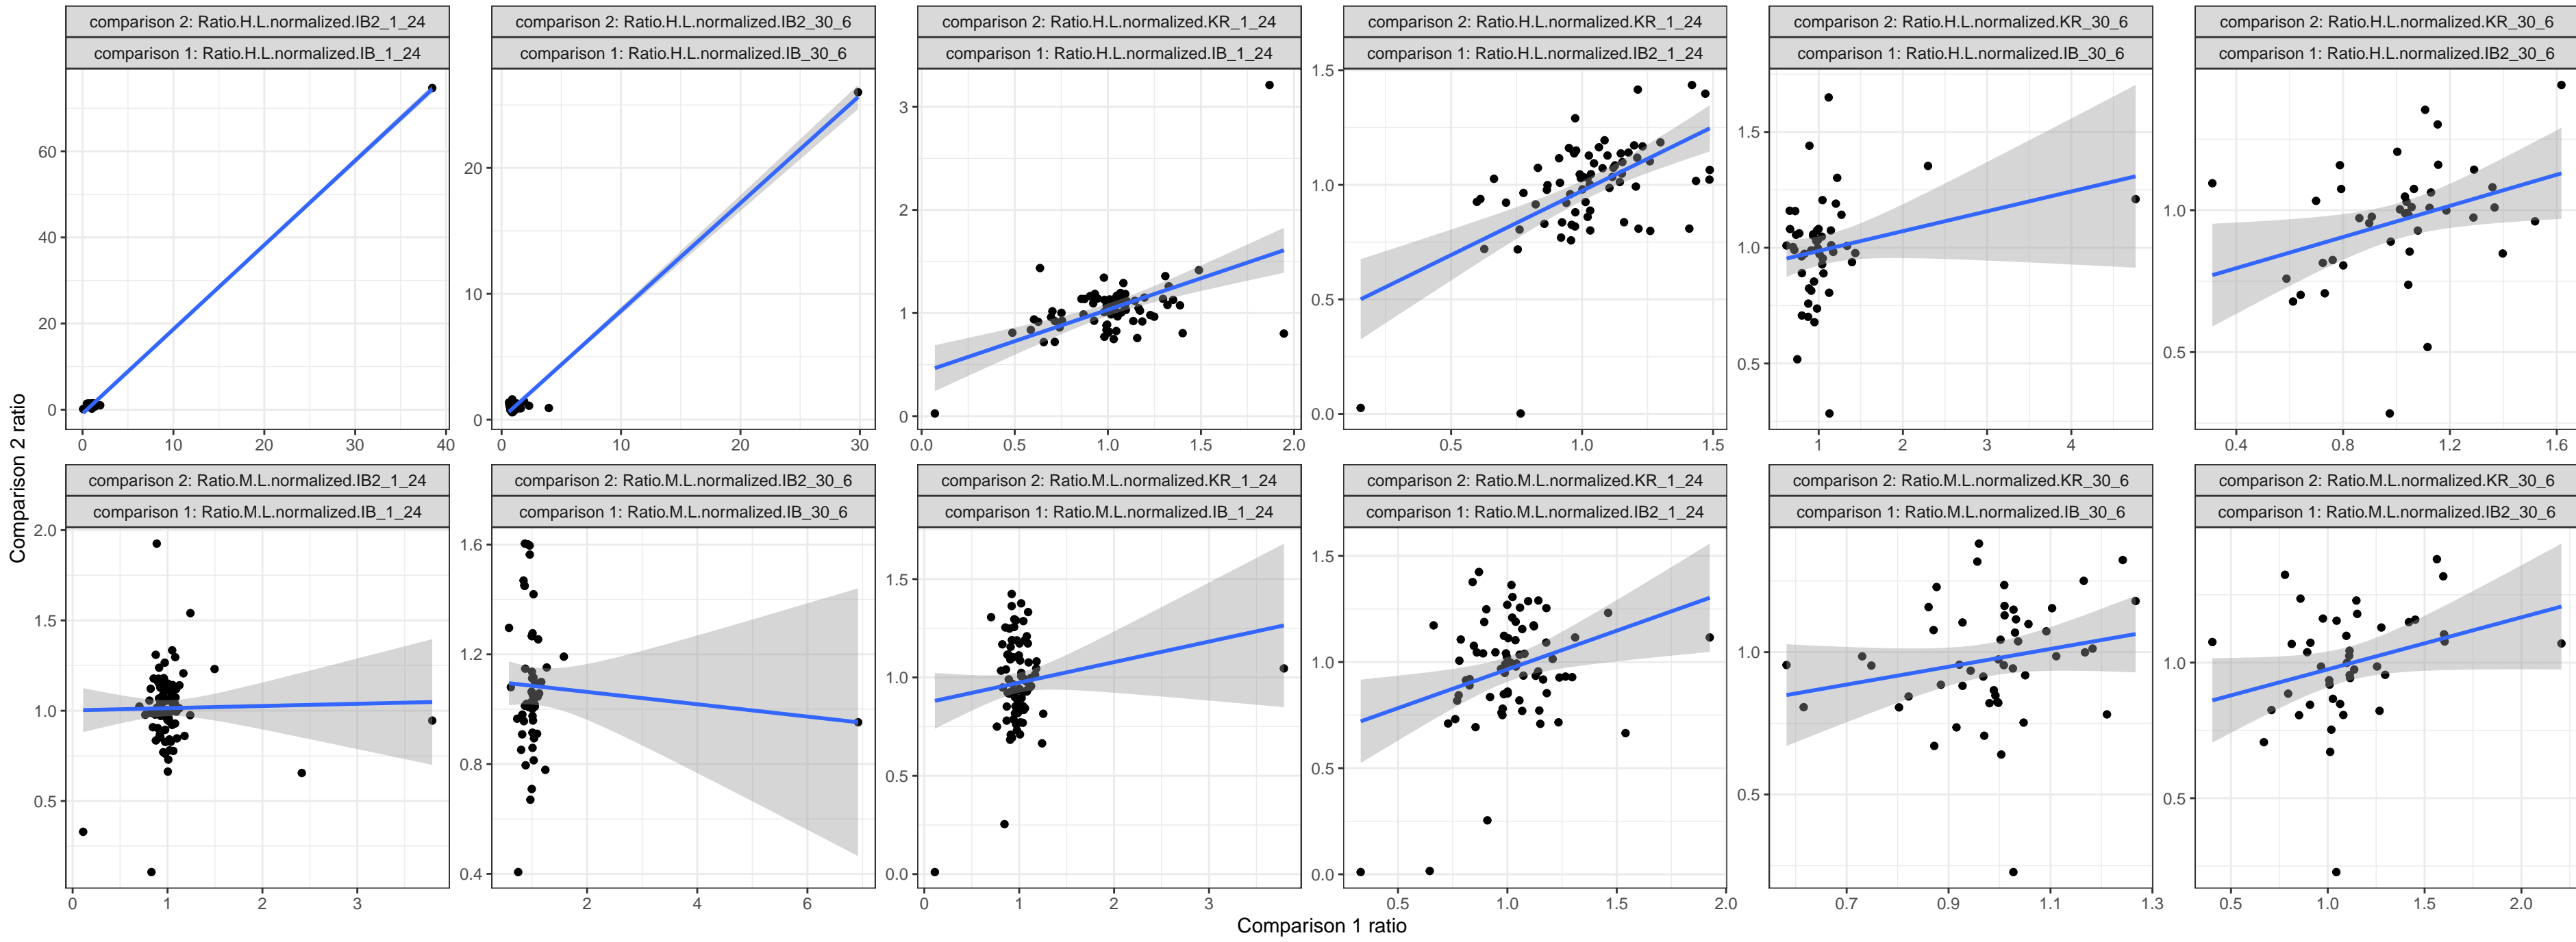 comparison 2: Ratio.H.L.normalized.IB2_1_24
comparison 1: Ratio.H.L.normalized.IB_1_24
comparison 2: Ratio.H.L.normalized.IB2_30_6
comparison 1: Ratio.H.L.normalized.IB_30_6
comparison 2: Ratio.H.L.normalized.KR_1_24
comparison 1: Ratio.H.L.normalized.IB_1_24
comparison 2: Ratio.H.L.normalized.KR_1_24
comparison 1: Ratio.H.L.normalized.IB2_1_24
comparison 2: Ratio.H.L.normalized.KR_30_6
comparison 1: Ratio.H.L.normalized.IB_30_6
comparison 2: Ratio.H.L.normalized.KR_30_6
comparison 1: Ratio.H.L.normalized.IB2_30_6
60
40
20
0
0 10 20 30 40
20
10
0
0 10 20 30
3
2
1
0
0.0 0.5 1.0 1.5 2.0
1.5
1.0
0.5
0.0
0.5 1.0 1.5
1.5
1.0
0.5
1 2 3 4
1.0
0.5
0.4 0.8 1.2 1.6
Comparison 2 ratio
comparison 2: Ratio.M.L.normalized.IB2_1_24
comparison 1: Ratio.M.L.normalized.IB_1_24
comparison 2: Ratio.M.L.normalized.IB2_30_6
comparison 1: Ratio.M.L.normalized.IB_30_6
comparison 2: Ratio.M.L.normalized.KR_1_24
comparison 1: Ratio.M.L.normalized.IB_1_24
comparison 2: Ratio.M.L.normalized.KR_1_24
comparison 1: Ratio.M.L.normalized.IB2_1_24
comparison 2: Ratio.M.L.normalized.KR_30_6
comparison 1: Ratio.M.L.normalized.IB_30_6
comparison 2: Ratio.M.L.normalized.KR_30_6
comparison 1: Ratio.M.L.normalized.IB2_30_6
2.0
1.5
1.0
0.5
0 1 2 3
1.6
1.2
0.8
0.4
2 4 6
1.5
1.0
0.5
0.0
0 1 2 3
1.5
1.0
0.5
0.0
0.5 1.0 1.5 2.0
1.0
0.5
0.7 0.9 1.1 1.3
1.0
0.5
0.5 1.0 1.5 2.0
Comparison 1 ratio